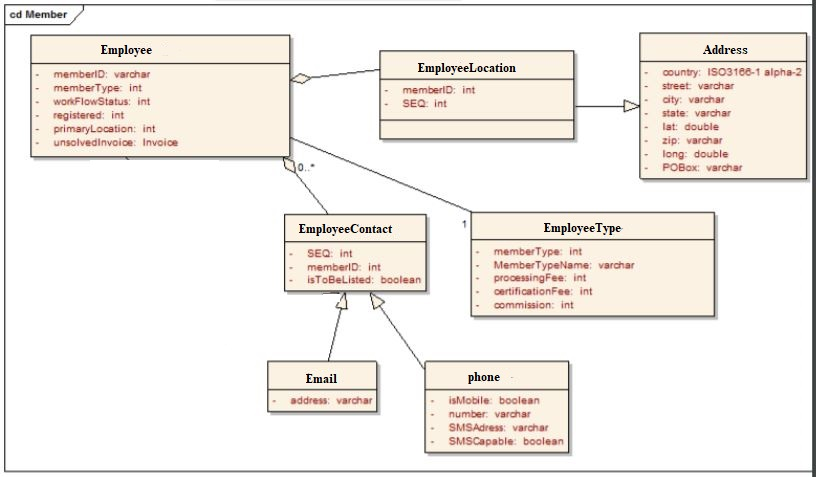 cd Member
Employee
- memberID: varchar
- memberType: int
- workFlowStatus: int
- registered: int
- primaryLocation: int
- unsolvedInvoice: Invoice
EmployeeLocation
- memberID: int
- SEQ: int
Address
- country: ISO3166-1 alpha-2
- street: varchar
- city: varchar
- state: varchar
- lat: double
- zip: varchar
- long: double
- POBox: varchar
0..*
1
EmployeeContact
- SEQ: int
- memberID: int
- isToBeListed: boolean
EmployeeType
- memberType: int
- MemberTypeName: varchar
- processingFee: int
- certificationFee: int
- commission: int
Email
- address: varchar
phone
- isMobile: boolean
- number: varchar
- SMSAdress: varchar
- SMSCapable: boolean